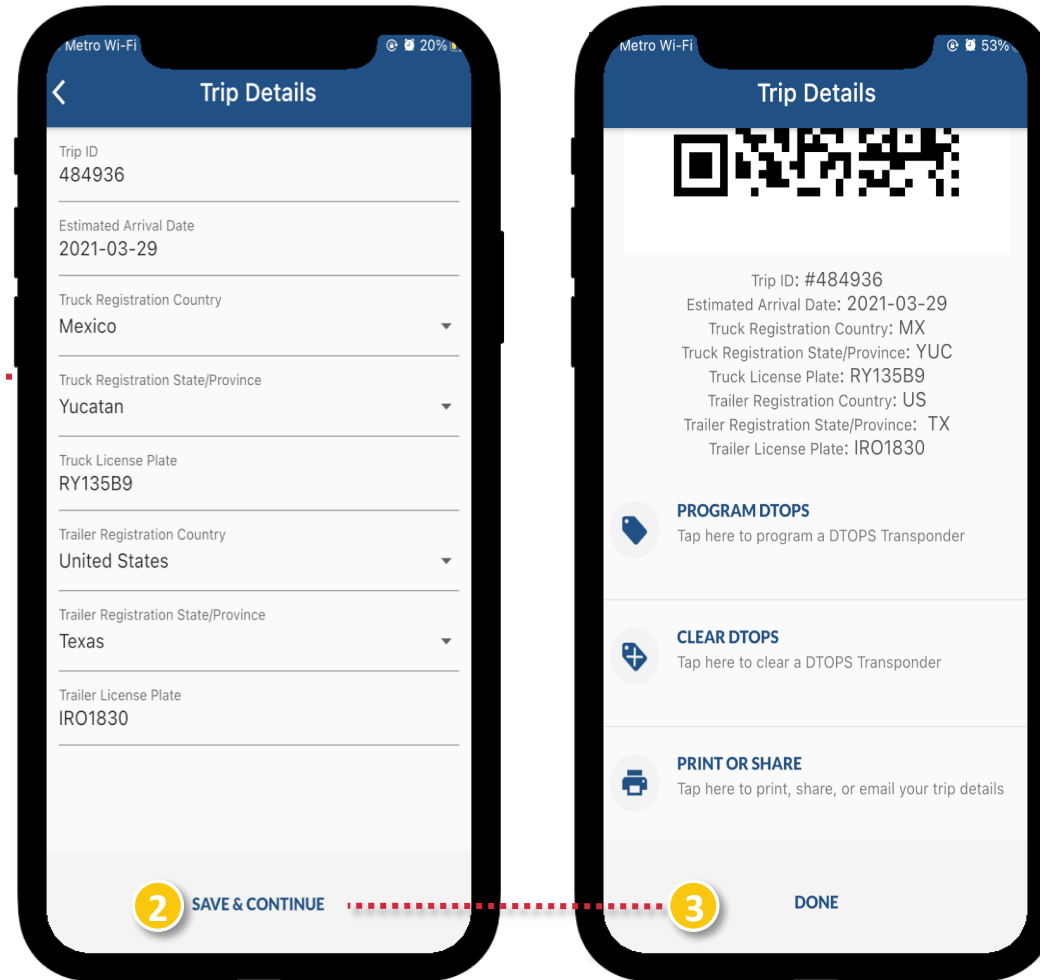 Metro Wi-Fi
20%
Trip Details
Trip ID
484936
Estimated Arrival Date
2021-03-29
Truck Registration Country
Mexico
Truck Registration State/Province
Yucatan
Truck License Plate
RY135B9
Trailer Registration Country
United States
Trailer Registration State/Province
Texas
Trailer License Plate
IRO1830
2
SAVE & CONTINUE
Metro Wi-Fi
53%
Trip Details
Trip ID: #484936
Estimated Arrival Date: 2021-03-29
Truck Registration Country: MX
Truck Registration State/Province: YUC
Truck License Plate: RY135B9
Trailer Registration Country: US
Trailer Registration State/Province: TX
Trailer License Plate: IRO1830
PROGRAM DTOPS
Tap here to program a DTOPS Transponder
CLEAR DTOPS
Tap here to clear a DTOPS Transponder
PRINT OR SHARE
Tap here to print, share, or email your trip details
3
DONE